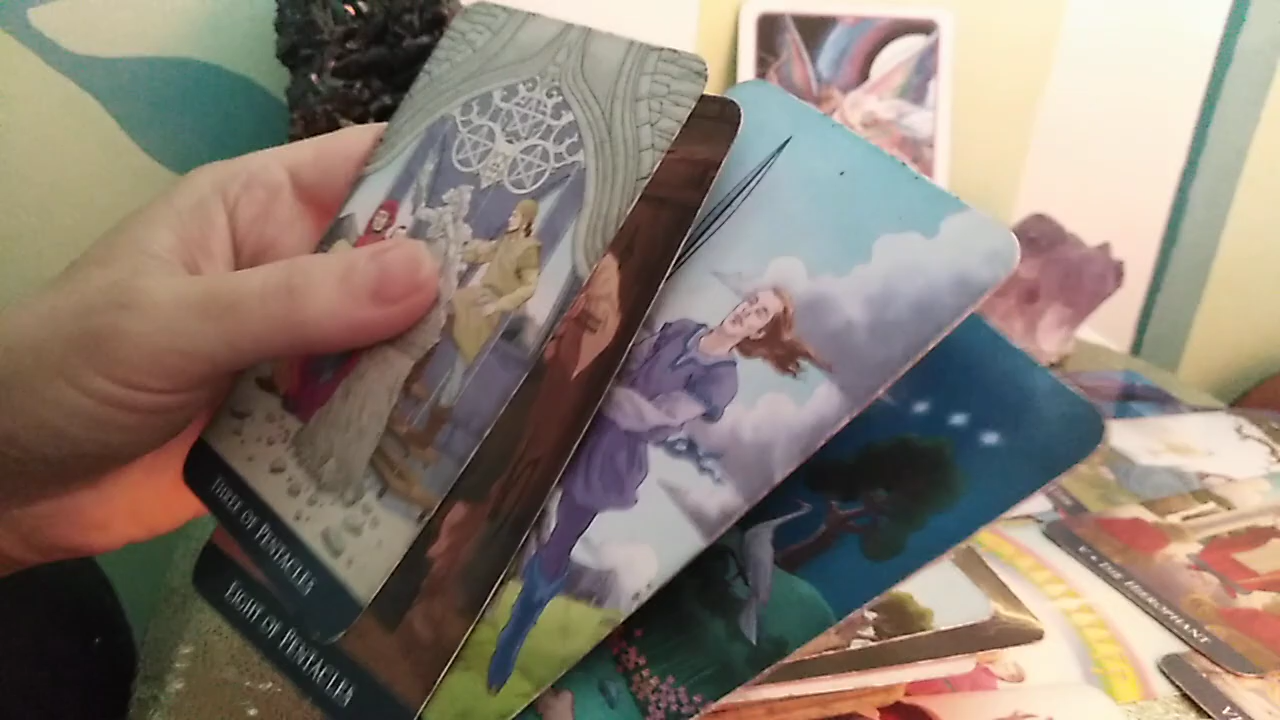 THREE OF PENTACLES
EIGHT OF PENTACLES
V • THE HIEROPHANT